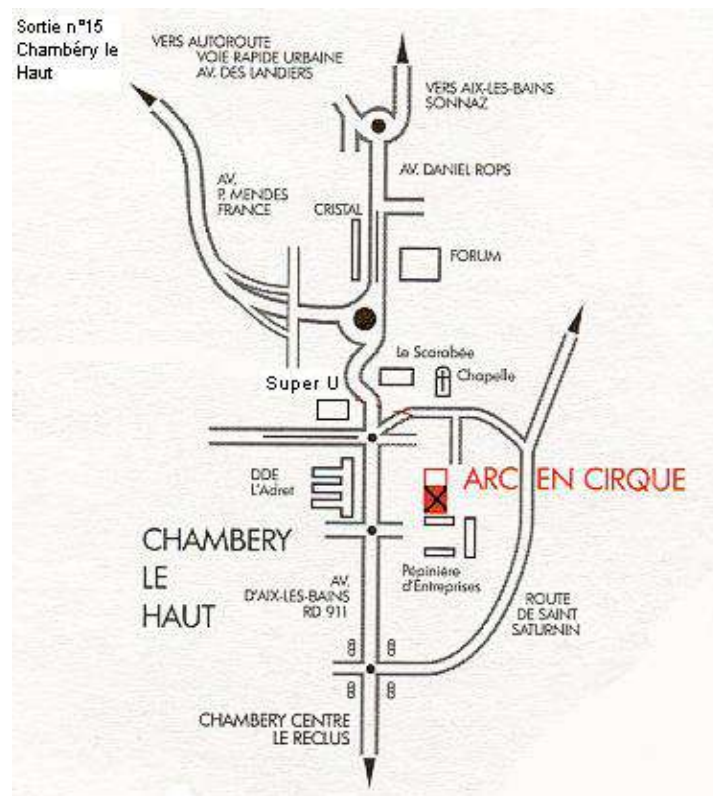 Sortie n°15
Chambéry le
Haut
VERS AUTOROUTE
VOIE RAPIDE URBAINE
AV. DES LANDIERS
VERS AIX-LES-BAINS
SONNAZ
AV. DANIEL ROPS
AV.
P. MENDES
FRANCE
CRISTAL
FORUM
Le Scarabée
Chapelle
Super U
ARC EN CIRQUE
DDE
L'Adret
CHAMBERY
LE
HAUT
Pépinière
d'Entreprises
AV.
D'AIX-LES-BAINS
RD 911
ROUTE
DE SAINT
SATURNIN
CHAMBERY CENTRE
LE RECLUS